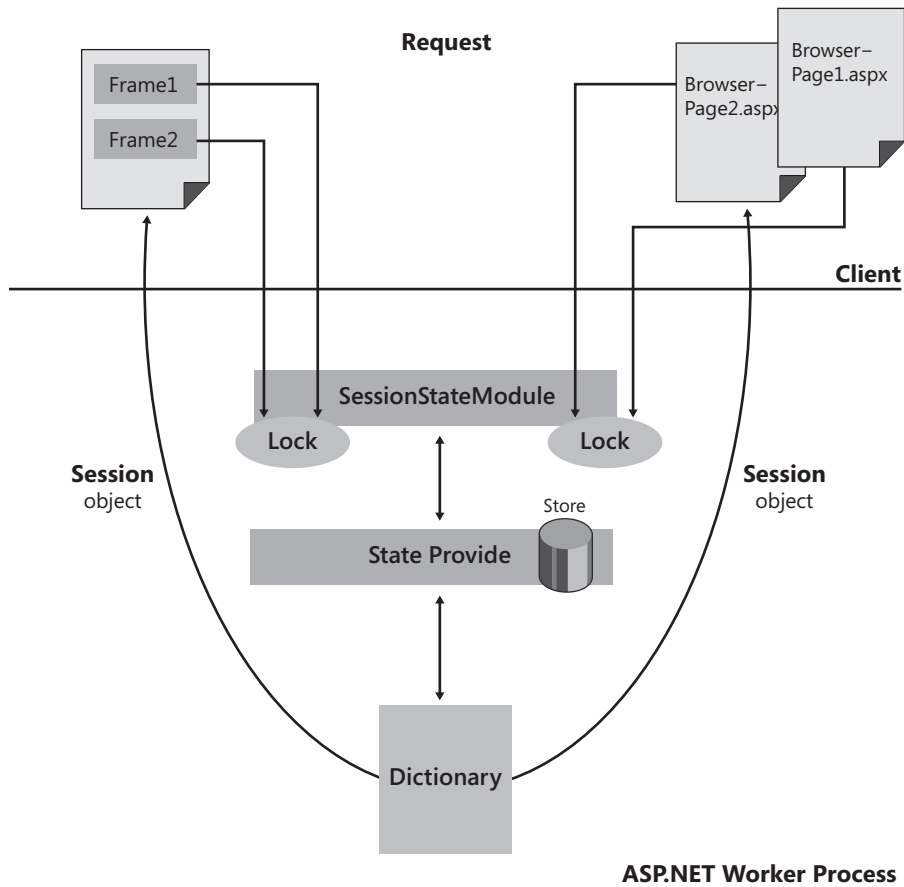 Request
Frame1
Frame2
Browser–
Page2.aspx
Browser–
Page1.aspx
Client
SessionStateModule
Lock
Lock
Session
object
Session
object
Store
State Provide
Dictionary
ASP.NET Worker Process